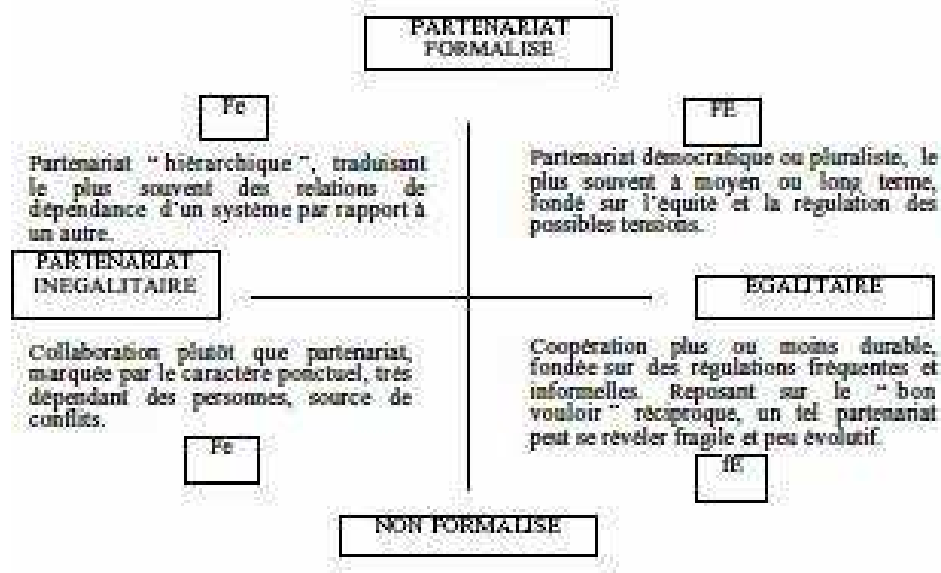 PARTENARIAT
FORMALISE
Fe
FE
Partenariat “ hiérarchique ”, traduisant
le plus souvent des relations de
dépendance d’un système par rapport à
un autre.
Partenariat démocratique ou pluraliste, le
plus souvent à moyen ou long terme,
fondé sur l’équité et la régulation des
possibles tensions.
PARTENARIAT
INEGALITAIRE
EGALITAIRE
Collaboration plutôt que partenariat,
marquée par le caractère ponctuel, très
dépendant des personnes, source de
conflits.
Coopération plus ou moins durable,
fondée sur des régulations fréquentes et
informelles. Reposant sur le “ bon
vouloir ” réciproque, un tel partenariat
peut se révéler fragile et peu évolutif.
Fe
fE
NON FORMALISE